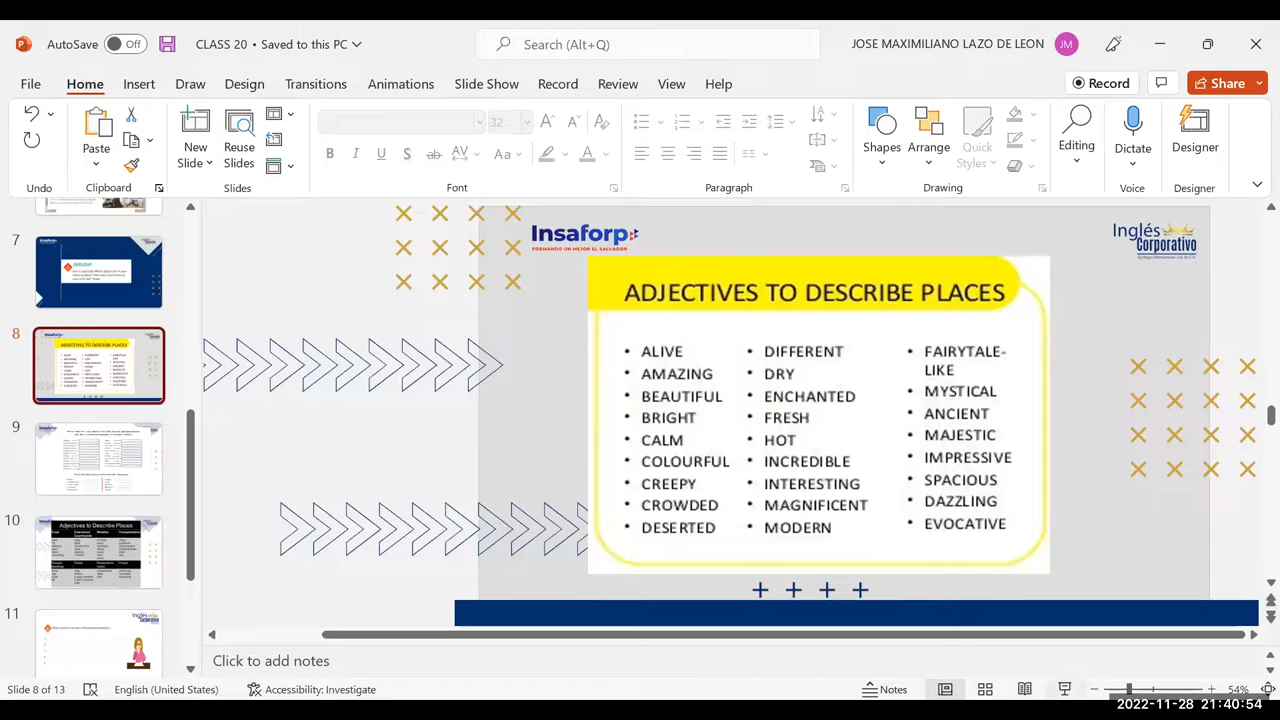 AutoSave Off CLASS 20 • Saved to this PC Search (Alt+Q) JOSE MAXIMILIANO LAZO DE LEON JM
File Home Insert Draw Design Transitions Animations Slide Show Record Review View Help Record Share
Paste New Slide Reuse Slides Shapes Arrange Quick Styles Editing Dictate Designer
Undo Clipboard Slides Font Paragraph Drawing Voice Designer
7
8
9
10
Adjectives to Describe Places
11
Insaforp
FORMANDO UN MEJOR EL SALVADOR
Inglés
Corporativo
ADJECTIVES TO DESCRIBE PLACES
• ALIVE
• AMAZING
• BEAUTIFUL
• BRIGHT
• CALM
• COLOURFUL
• CREEPY
• CROWDED
• DESERTED
• DIFFERENT
• DRY
• ENCHANTED
• FRESH
• HOT
• INCREDIBLE
• INTERESTING
• MAGNIFICENT
• MODERN
• FAIRYTALE-
LIKE
• MYSTICAL
• ANCIENT
• MAJESTIC
• IMPRESSIVE
• SPACIOUS
• DAZZLING
• EVOCATIVE
Click to add notes
Slide 8 of 13 English (United States) Accessibility: Investigate Notes 54%
2022-11-28 21:40:54